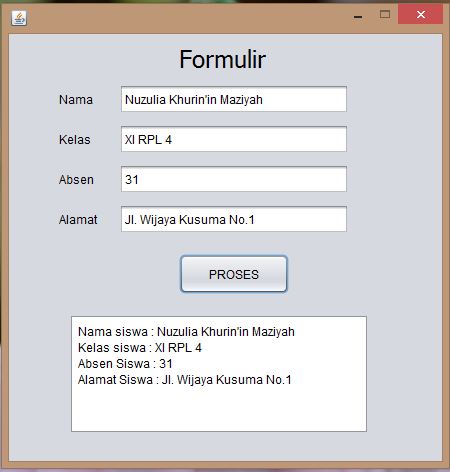 Formulir
Nama Nuzulia Khurin'in Maziyah
Kelas XI RPL 4
Absen 31
Alamat Jl. Wijaya Kusuma No.1
PROSES
Nama siswa : Nuzulia Khurin'in Maziyah
Kelas siswa : XI RPL 4
Absen Siswa : 31
Alamat Siswa : Jl. Wijaya Kusuma No.1